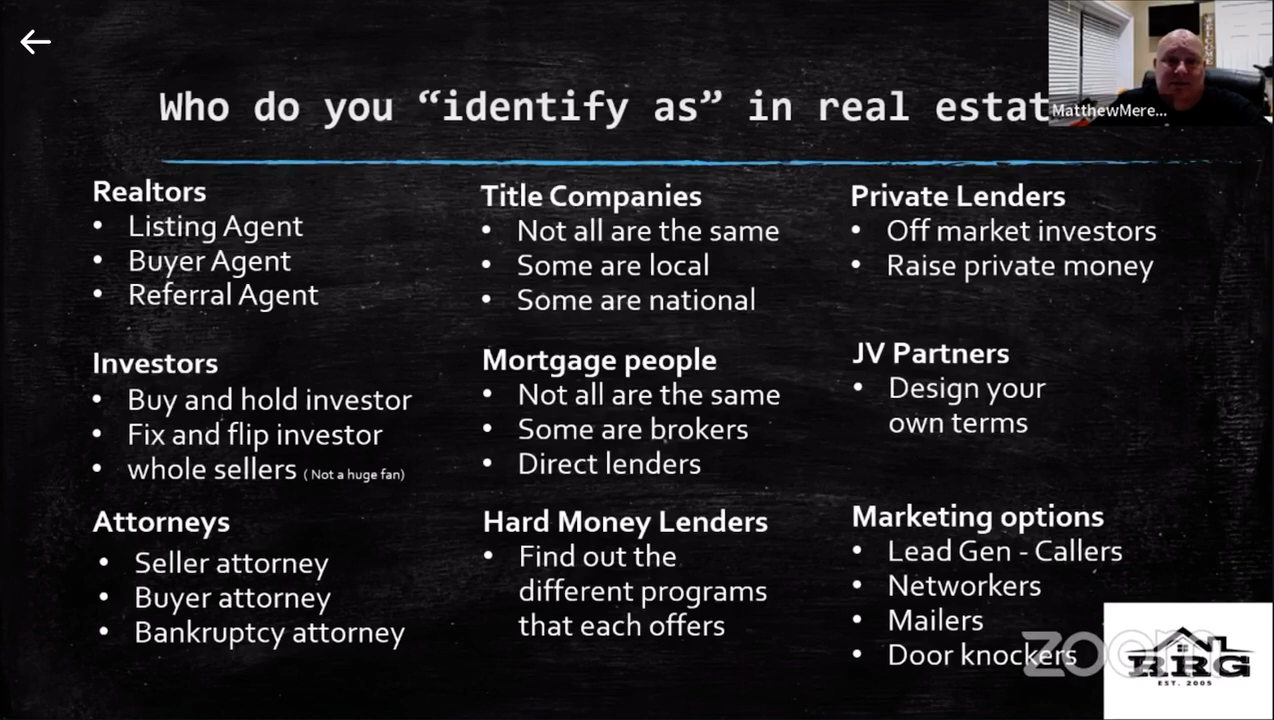 Who do you “identify as” in real estat
MatthewMere...
Realtors
• Listing Agent
• Buyer Agent
• Referral Agent
Investors
• Buy and hold investor
• Fix and flip investor
• whole sellers ( Not a huge fan)
Attorneys
• Seller attorney
• Buyer attorney
• Bankruptcy attorney
Title Companies
• Not all are the same
• Some are local
• Some are national
Mortgage people
• Not all are the same
• Some are brokers
• Direct lenders
Hard Money Lenders
• Find out the
different programs
that each offers
Private Lenders
• Off market investors
• Raise private money
JV Partners
• Design your
own terms
Marketing options
• Lead Gen - Callers
• Networkers
• Mailers
• Door knockers
zoom
RRG
EST. 2005